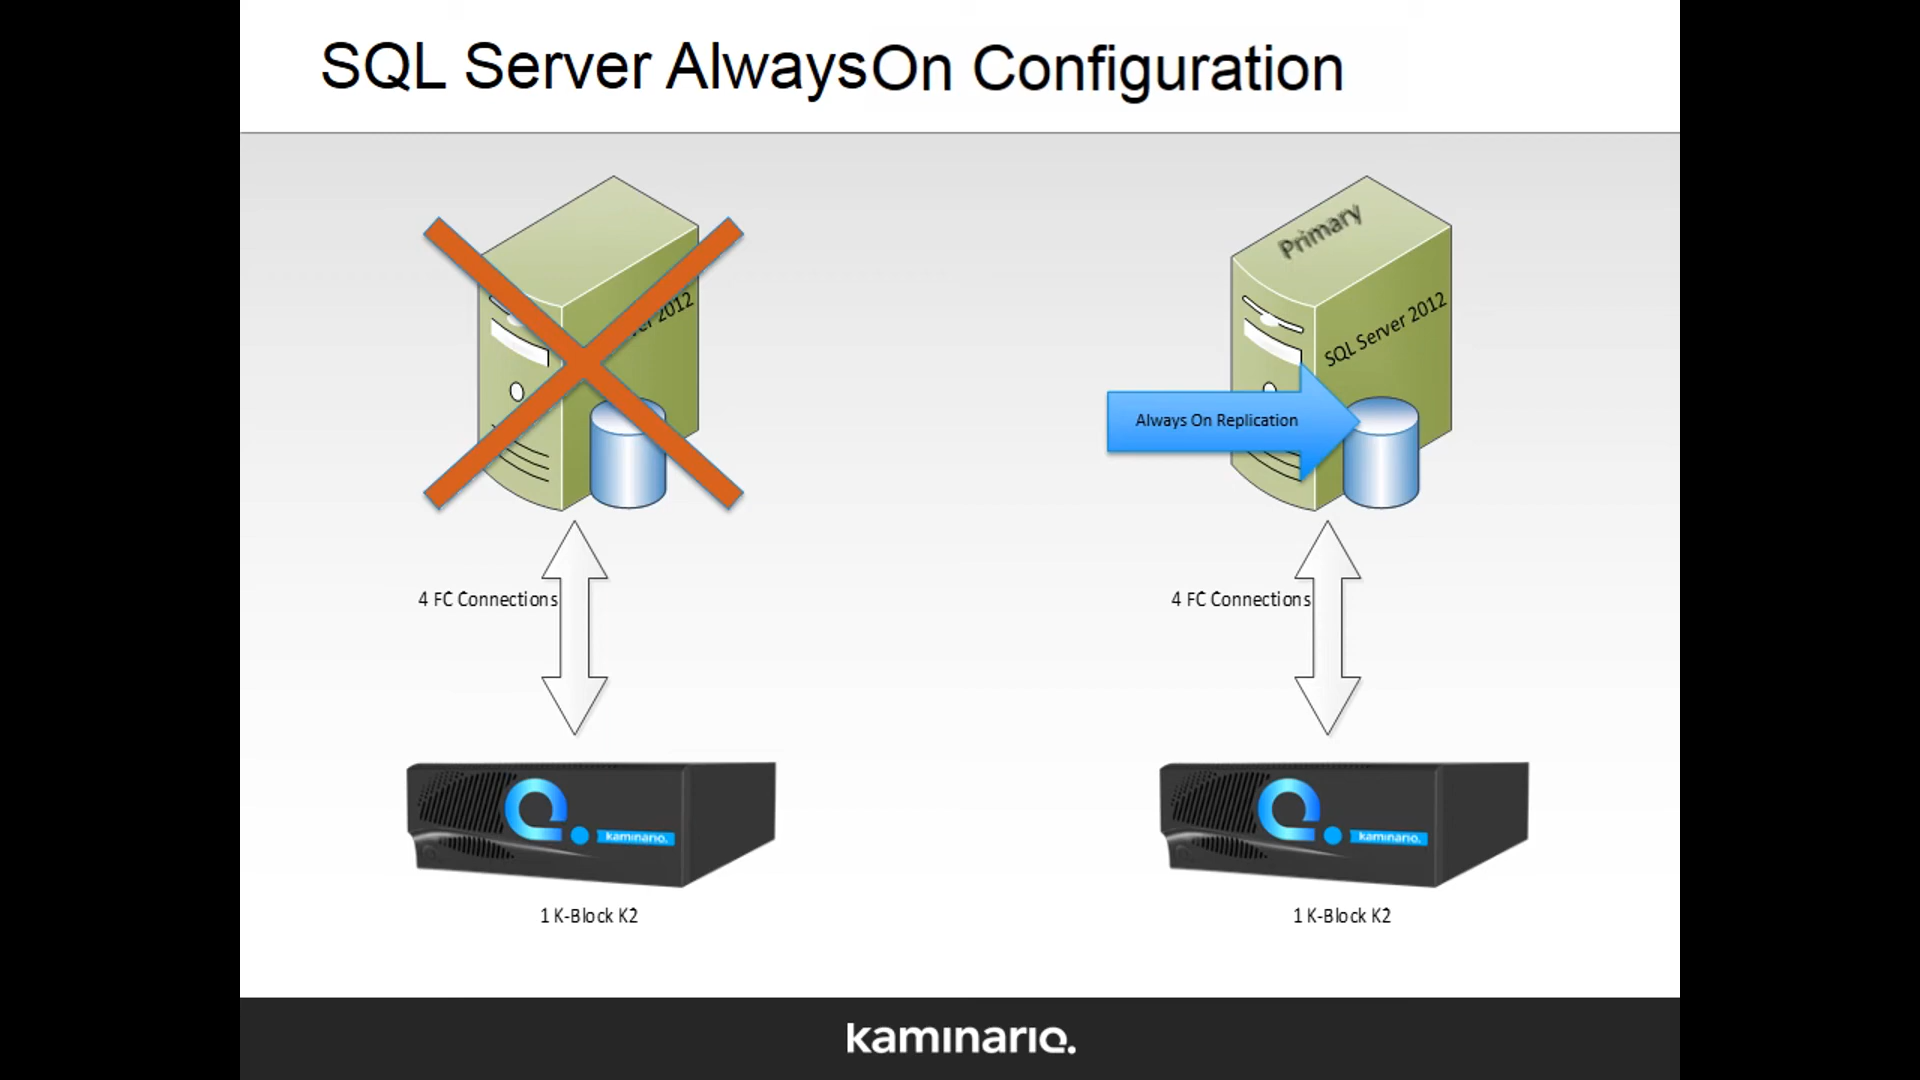 SQL Server AlwaysOn Configuration
Primary
2012
SQL Server 2012
Always On Replication
4 FC Connections
4 FC Connections
kaminario.
kaminario.
1 K-Block K2
1 K-Block K2
kaminario.